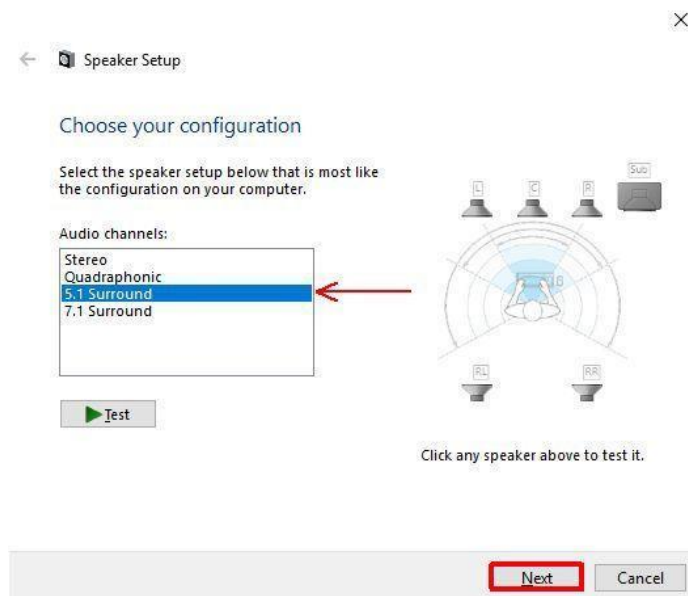 Speaker Setup
Choose your configuration
Select the speaker setup below that is most like
the configuration on your computer.
Audio channels:
Stereo
Quadraphonic
5.1 Surround
7.1 Surround
Test
Sub
L
C
R
RL
RR
Click any speaker above to test it.
Next
Cancel